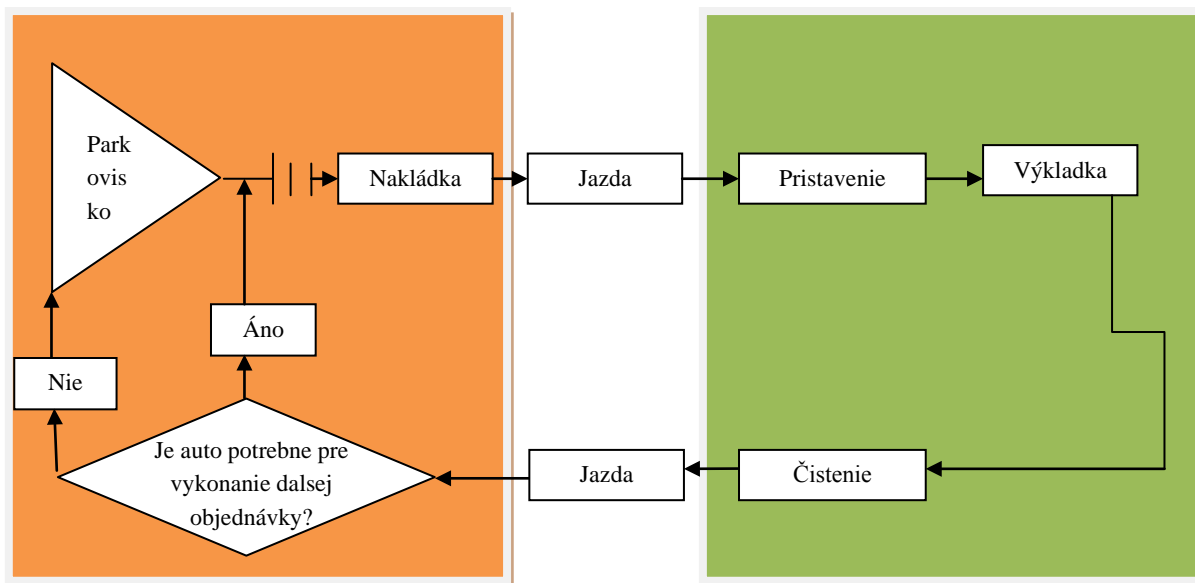 Park
ovis
ko
Nakládka
Jazda
Pristavenie
Výkladka
Áno
Nie
Je auto potrebne pre
vykonanie dalsej
objednávky?
Jazda
Čistenie